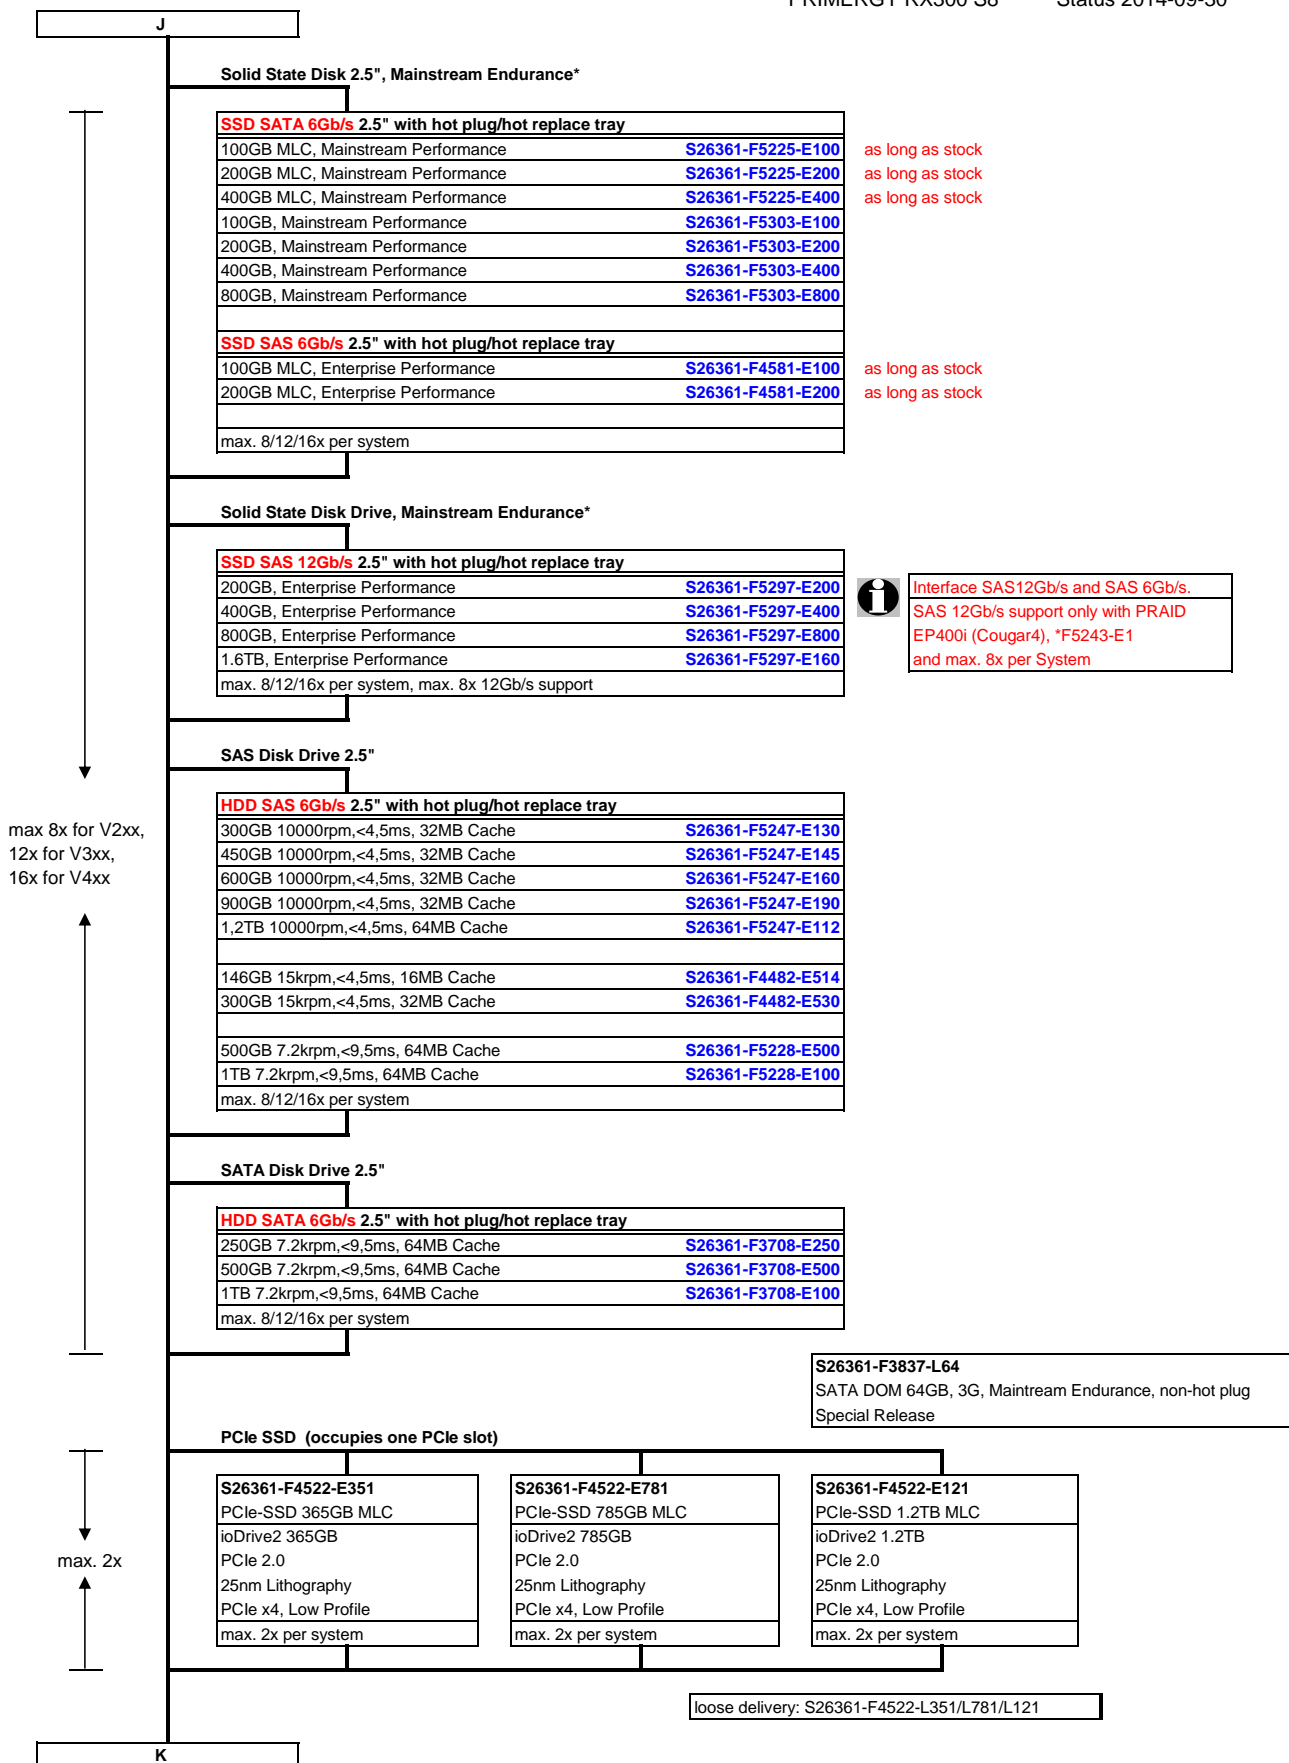 PRIMERGY RX300 S8 Status 2014-09-30
J
Solid State Disk 2.5", Mainstream Endurance*
SSD SATA 6Gb/s 2.5" with hot plug/hot replace tray
100GB MLC, Mainstream Performance S26361-F5225-E100 as long as stock
200GB MLC, Mainstream Performance S26361-F5225-E200 as long as stock
400GB MLC, Mainstream Performance S26361-F5225-E400 as long as stock
100GB, Mainstream Performance S26361-F5303-E100
200GB, Mainstream Performance S26361-F5303-E200
400GB, Mainstream Performance S26361-F5303-E400
800GB, Mainstream Performance S26361-F5303-E800
SSD SAS 6Gb/s 2.5" with hot plug/hot replace tray
100GB MLC, Enterprise Performance S26361-F4581-E100 as long as stock
200GB MLC, Enterprise Performance S26361-F4581-E200 as long as stock
max. 8/12/16x per system
Solid State Disk Drive, Mainstream Endurance*
SSD SAS 12Gb/s 2.5" with hot plug/hot replace tray
200GB, Enterprise Performance S26361-F5297-E200
400GB, Enterprise Performance S26361-F5297-E400
800GB, Enterprise Performance S26361-F5297-E800
1.6TB, Enterprise Performance S26361-F5297-E160
max. 8/12/16x per system, max. 8x 12Gb/s support
Interface SAS12Gb/s and SAS 6Gb/s.
SAS 12Gb/s support only with PRAID
EP400i (Cougar4), *F5243-E1
and max. 8x per System
SAS Disk Drive 2.5"
HDD SAS 6Gb/s 2.5" with hot plug/hot replace tray
300GB 10000rpm,<4,5ms, 32MB Cache S26361-F5247-E130
450GB 10000rpm,<4,5ms, 32MB Cache S26361-F5247-E145
600GB 10000rpm,<4,5ms, 32MB Cache S26361-F5247-E160
900GB 10000rpm,<4,5ms, 32MB Cache S26361-F5247-E190
1,2TB 10000rpm,<4,5ms, 64MB Cache S26361-F5247-E112
146GB 15krpm,<4,5ms, 16MB Cache S26361-F4482-E514
300GB 15krpm,<4,5ms, 32MB Cache S26361-F4482-E530
500GB 7.2krpm,<9,5ms, 64MB Cache S26361-F5228-E500
1TB 7.2krpm,<9,5ms, 64MB Cache S26361-F5228-E100
max. 8/12/16x per system
max 8x for V2xx,
12x for V3xx,
16x for V4xx
SATA Disk Drive 2.5"
HDD SATA 6Gb/s 2.5" with hot plug/hot replace tray
250GB 7.2krpm,<9,5ms, 64MB Cache S26361-F3708-E250
500GB 7.2krpm,<9,5ms, 64MB Cache S26361-F3708-E500
1TB 7.2krpm,<9,5ms, 64MB Cache S26361-F3708-E100
max. 8/12/16x per system
S26361-F3837-L64
SATA DOM 64GB, 3G, Maintream Endurance, non-hot plug
Special Release
PCIe SSD (occupies one PCIe slot)
max. 2x
S26361-F4522-E351
PCIe-SSD 365GB MLC
ioDrive2 365GB
PCIe 2.0
25nm Lithography
PCIe x4, Low Profile
max. 2x per system
S26361-F4522-E781
PCIe-SSD 785GB MLC
ioDrive2 785GB
PCIe 2.0
25nm Lithography
PCIe x4, Low Profile
max. 2x per system
S26361-F4522-E121
PCIe-SSD 1.2TB MLC
ioDrive2 1.2TB
PCIe 2.0
25nm Lithography
PCIe x4, Low Profile
max. 2x per system
loose delivery: S26361-F4522-L351/L781/L121
K